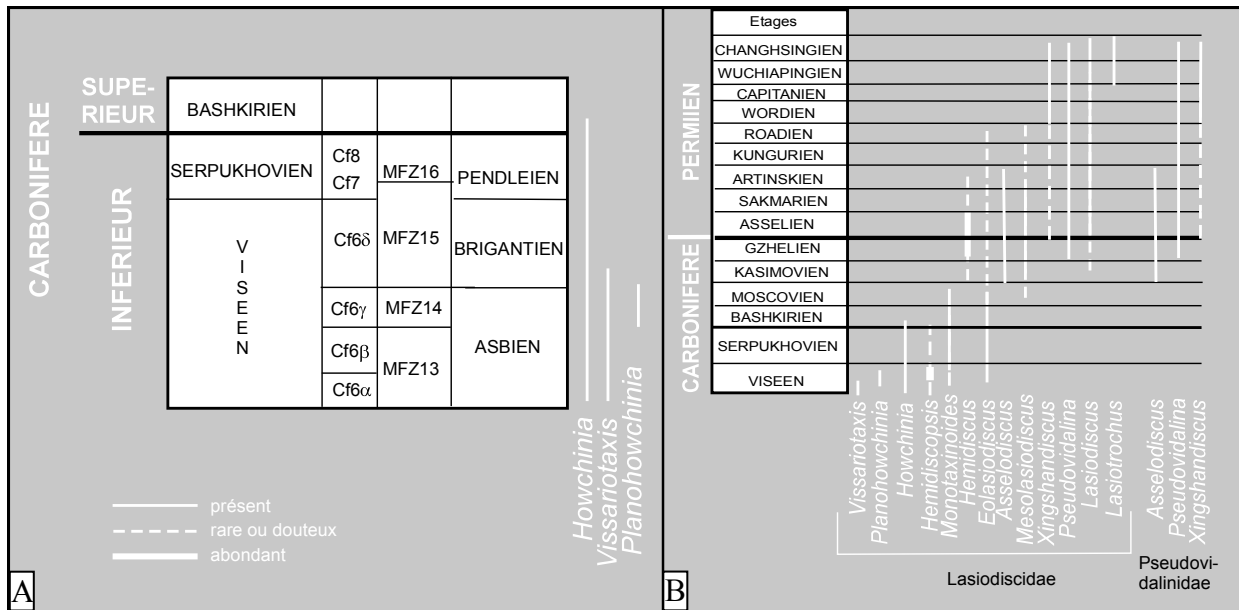 CARBONIFERE
SUPE-
RIEUR
INFERIEUR
BASHKIRIEN
SERPUKHOVIEN
Cf8
Cf7
MFZ16
PENDLEIEN
VISEEN
Cf6δ
MFZ15
BRIGANTIEN
Cf6γ
MFZ14
ASBIEN
Cf6β
MFZ13
Cf6α
Howchinia
Vissariotaxis
Planohowchinia
présent
rare ou douteux
abondant
A
PERMIIEN
CARBONIFERE
Etages
CHANGHSINGIEN
WUCHIAPINGIEN
CAPITANIEN
WORDIEN
ROADIEN
KUNGURIEN
ARTINSKIEN
SAKMARIEN
ASSELIEN
GZHELIEN
KASIMOVIEN
MOSCOVIEN
BASHKIRIEN
SERPUKHOVIEN
VISEEN
Vissariotaxis
Planohowchinia
Howchinia
Hemidiscopsis
Monotaxinoides
Hemidiscus
Eolasiodiscus
Asselodiscus
Mesolasiodiscus
Xingshandiscus
Pseudovidalina
Lasiodiscus
Lasiotrochus
Asselodiscus
Pseudovidalina
Xingshandiscus
Lasiodiscidae
Pseudovi-
dalinidae
B